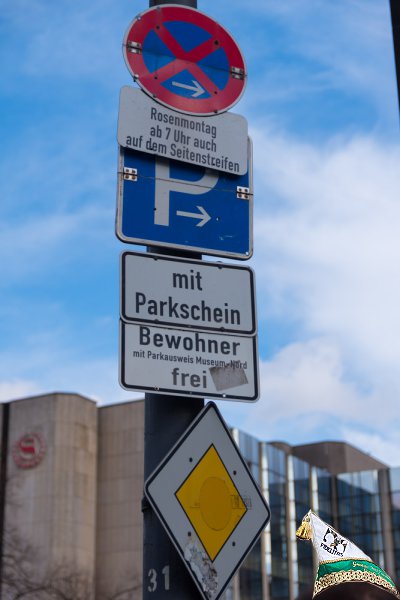 Rosenmontag
ab 7 Uhr auch
auf dem Seitenstreifen
P
mit
Parkschein
Bewohner
mit Parkausweis Museum-Nord
frei
31